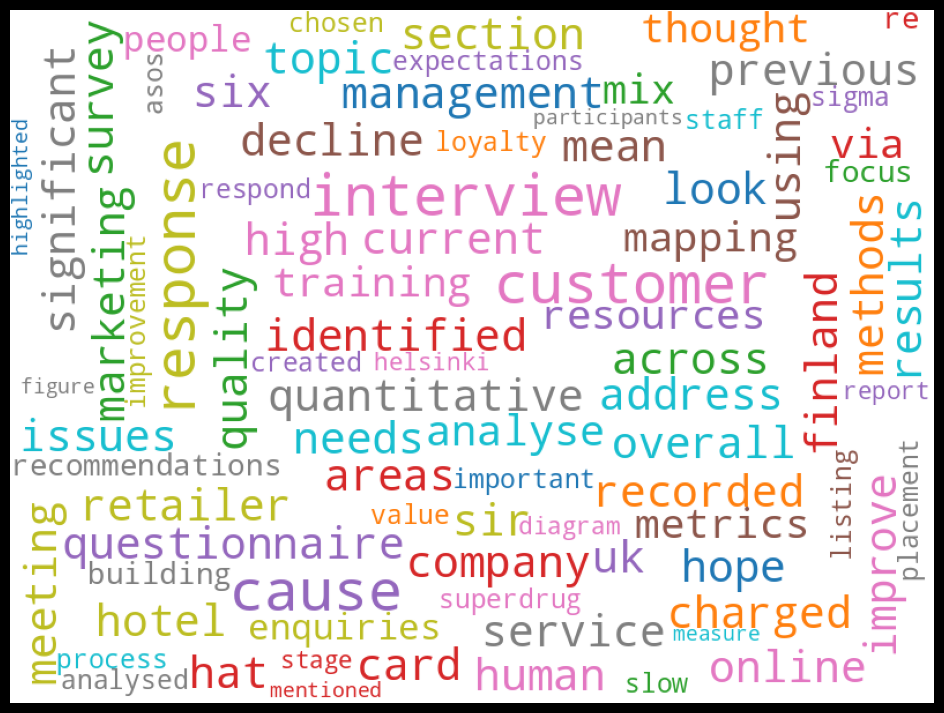 chosen
section
thought
re
people
topic
expectations
previous
survey
asos
six
management
mix
sigma
significant
participants
staff
using
highlighted
decline
loyalty
mean
via
focus
response
respond
interview
look
marketing
methods
results
high
current
mapping
improvement
training
customer
quality
resources
finland
identified
created
helsinki
across
figure
quantitative
address
report
issues
needs
analyse
overall
recommendations
areas
important
listing
placement
retailer
value
sir
recorded
improve
diagram
metrics
meeting
questionnaire
company
uk
hope
building
cause
superdrug
charged
hotel
enquiries
service
measure
process
analysed
hat
stage
card
human
online
mentioned
slow